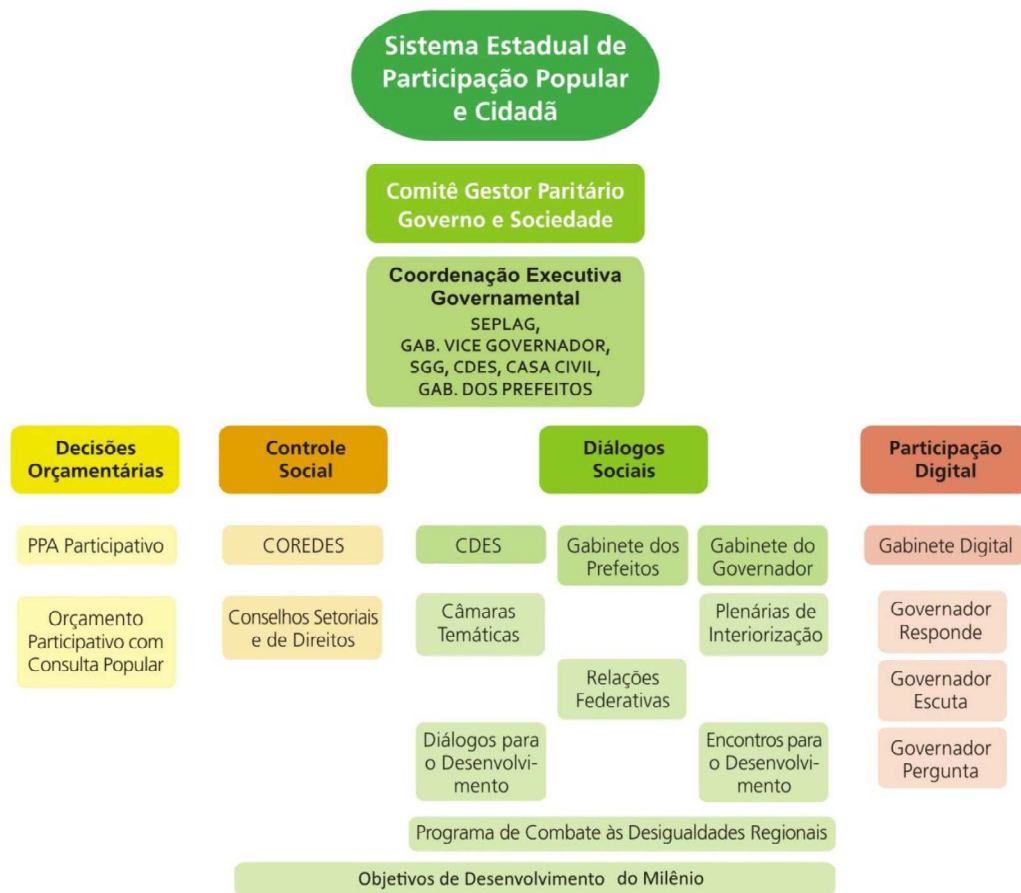 Sistema Estadual de
Participação Popular
e Cidadã
Comitê Gestor Paritário
Governo e Sociedade
Coordenação Executiva
Governamental
SEPLAG,
GAB. VICE GOVERNADOR,
SGG, CDES, CASA CIVIL,
GAB. DOS PREFEITOS
Decisões
Orçamentárias
PPA Participativo
Orçamento
Participativo com
Consulta Popular
Controle
Social
COREDES
Conselhos Setoriais
e de Direitos
Diálogos
Sociais
CDES
Câmaras
Temáticas
Diálogos para
o Desenvolvi-
mento
Gabinete dos
Prefeitos
Relações
Federativas
Gabinete do
Governador
Plenárias de
Interiorização
Encontros para
o Desenvolvi-
mento
Participação
Digital
Gabinete Digital
Governador
Responde
Governador
Escuta
Governador
Pergunta
Programa de Combate às Desigualdades Regionais
Objetivos de Desenvolvimento do Milênio